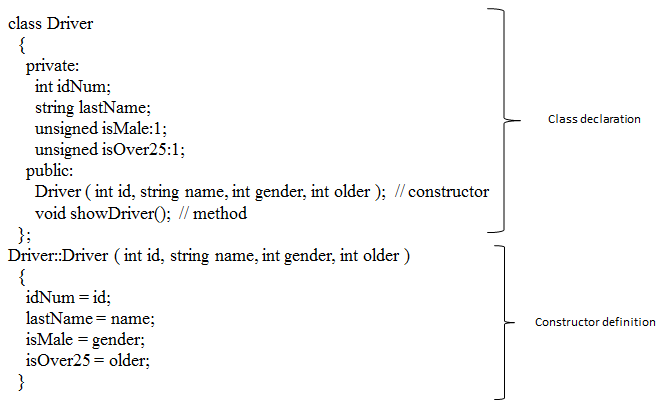 class Driver
{
private:
int idNum;
string lastName;
unsigned isMale:1;
unsigned isOver25:1;
public:
Driver ( int id, string name, int gender, int older ); // constructor
void showDriver(); // method
};
Class declaration
Driver::Driver ( int id, string name, int gender, int older )
{
idNum = id;
lastName = name;
isMale = gender;
isOver25 = older;
}
Constructor definition